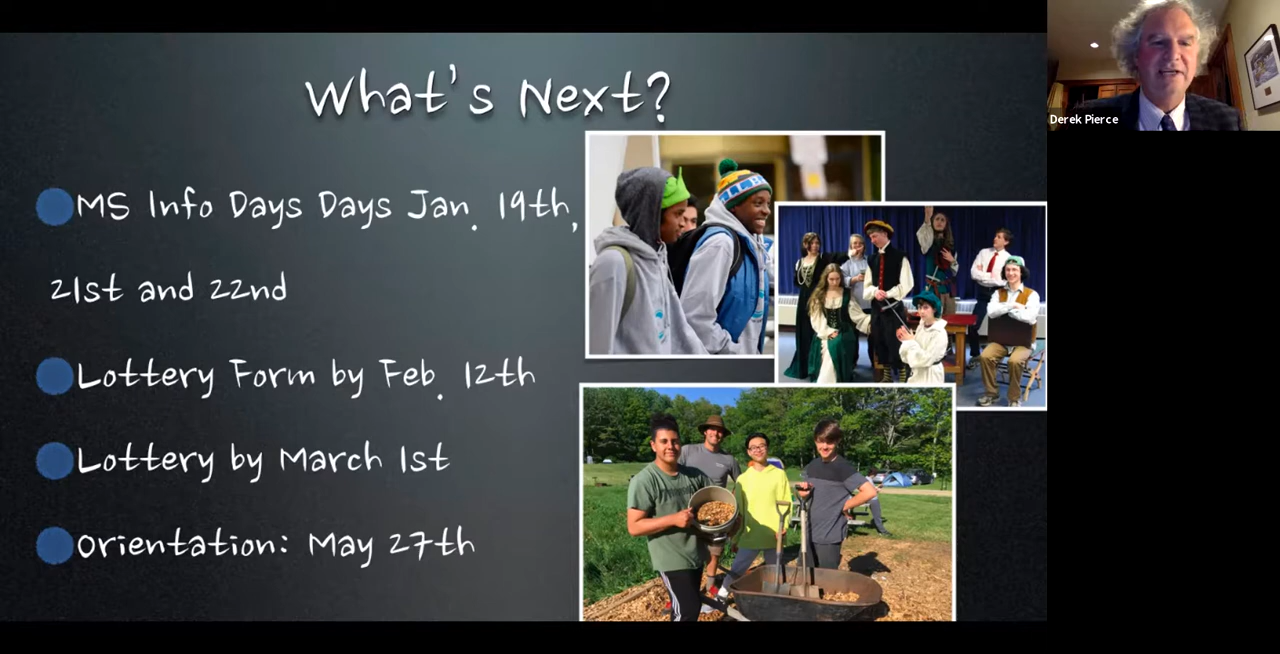 What's Next?
MS Info Days Days Jan. 19th,
21st and 22nd
Lottery Form by Feb. 12th
Lottery by March 1st
Orientation: May 27th
Derek Pierce